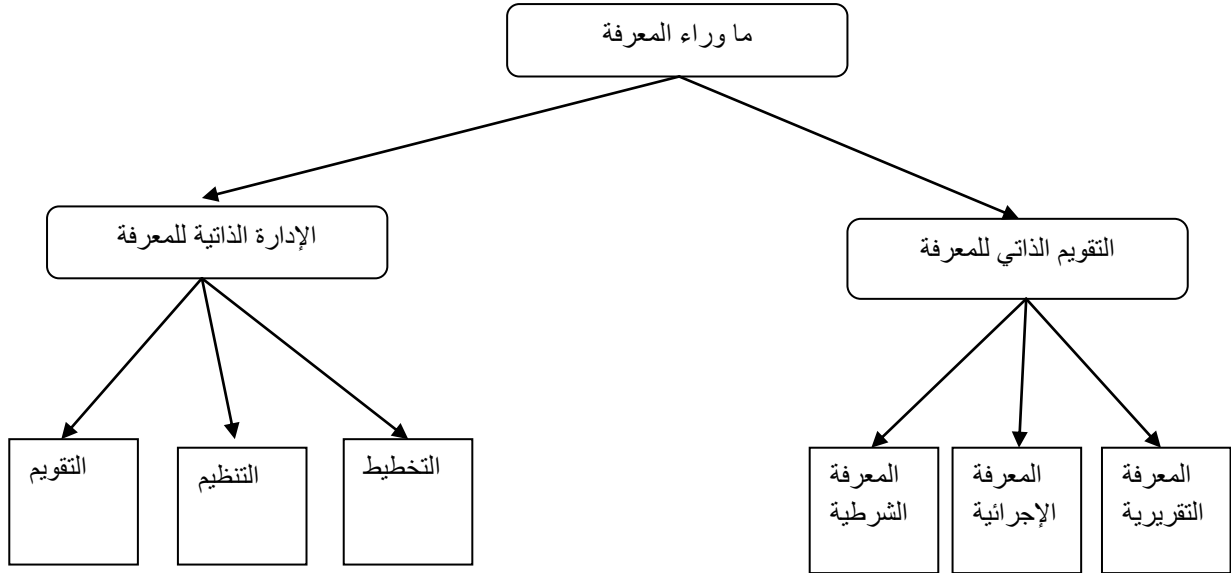 ما وراء المعرفة
التقويم الذاتي للمعرفة
الإدارة الذاتية للمعرفة
المعرفة
التقريرية
المعرفة
الإجرائية
المعرفة
الشرطية
التخطيط
التنظيم
التقويم